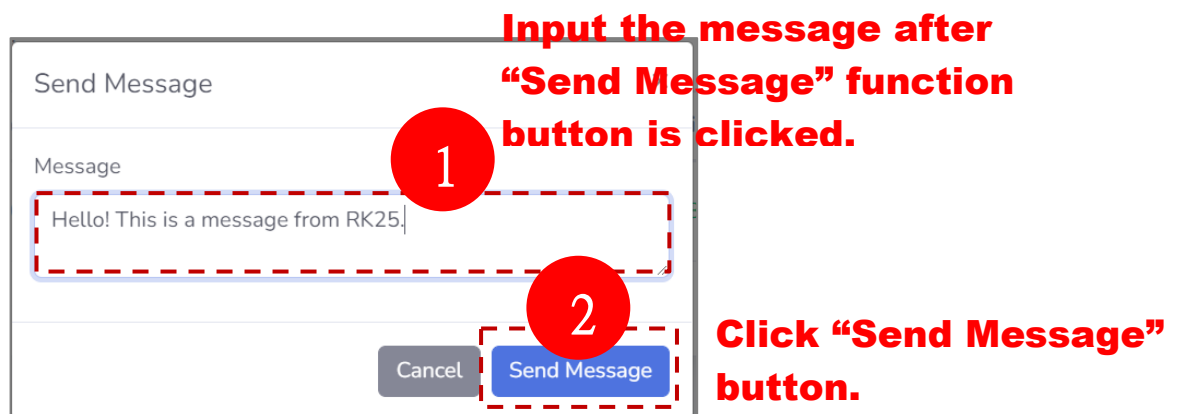 Input the message after
“Send Message” function
button is clicked.
Send Message
1
Message
Hello! This is a message from RK25.
2
Cancel
Send Message
Click “Send Message”
button.